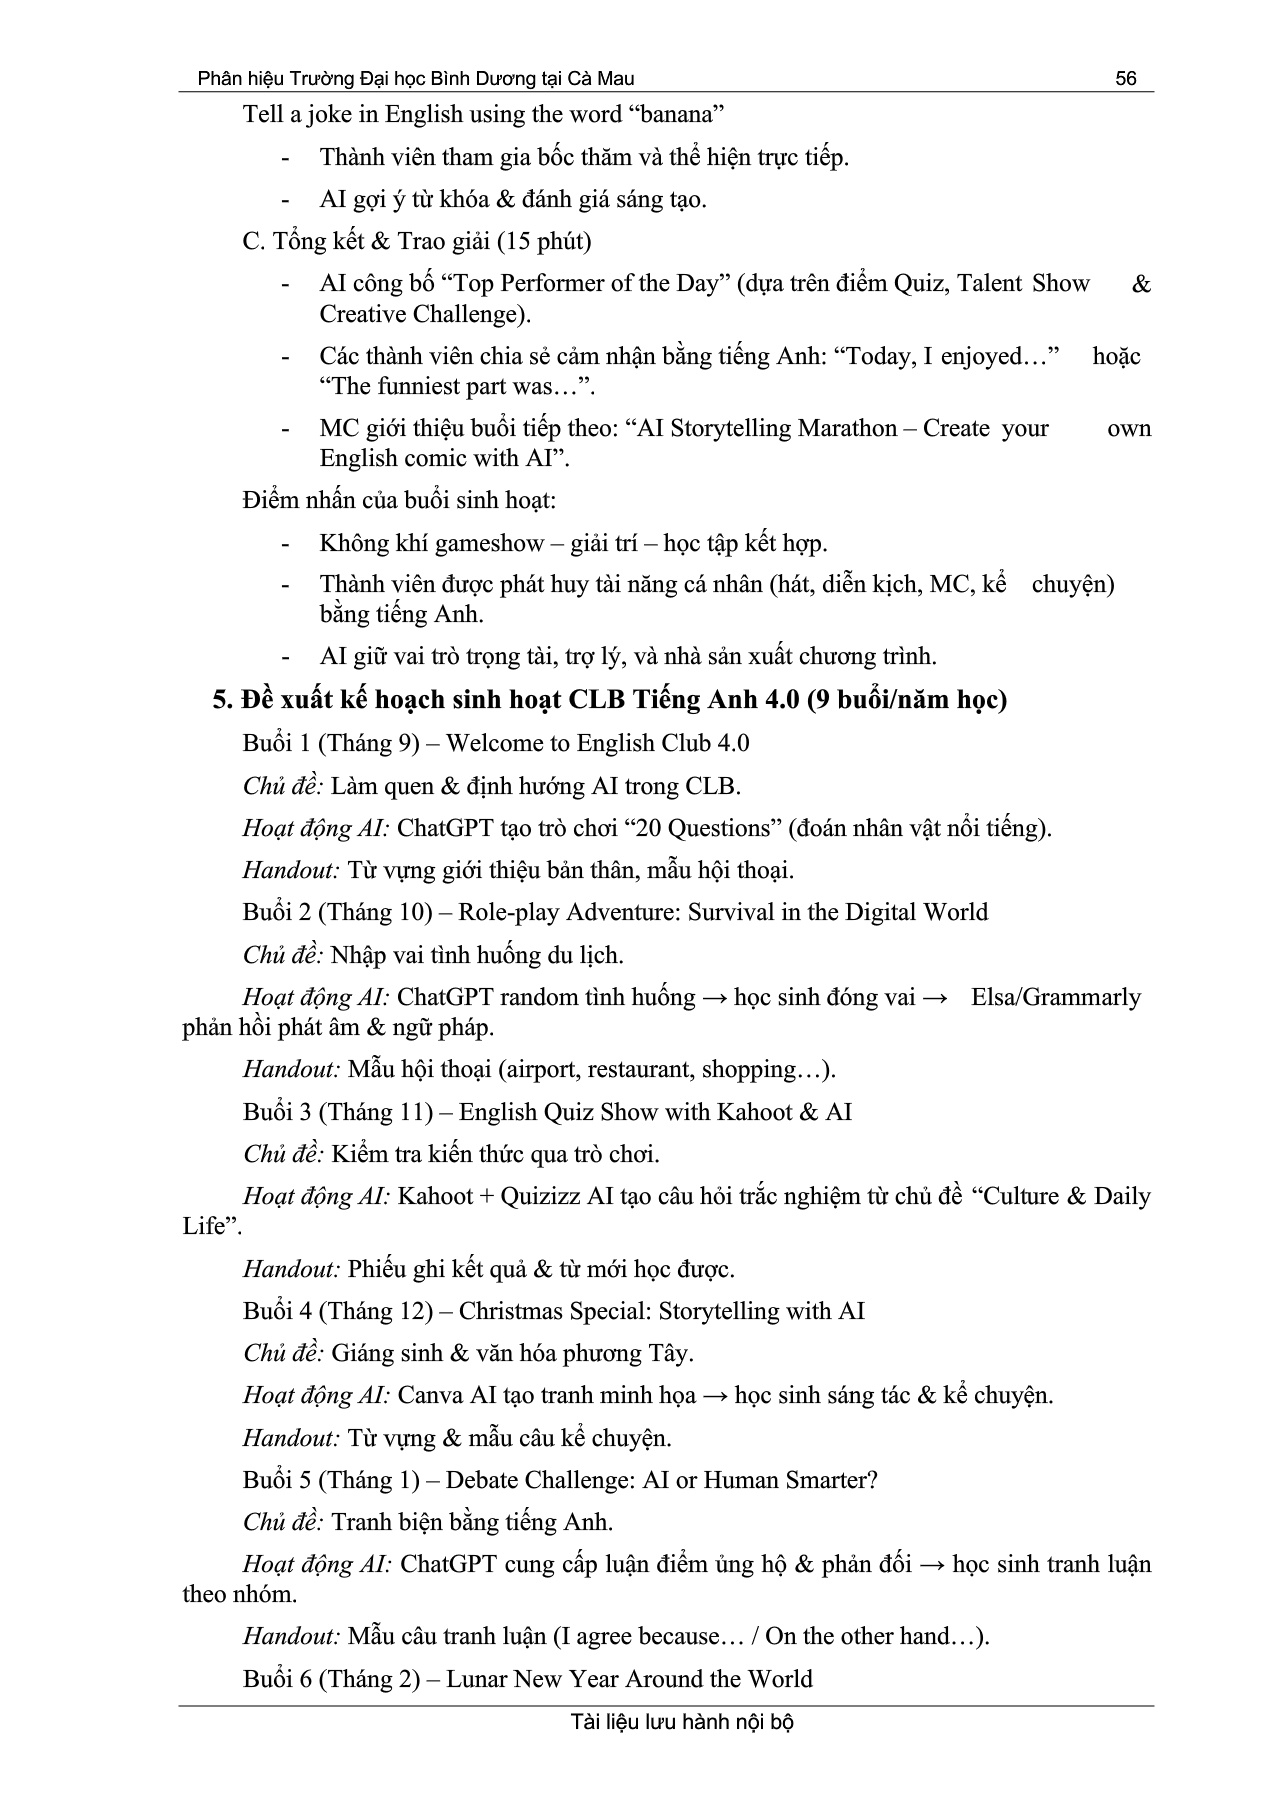 Phân hiệu Trường Đại học Bình Dương tại Cà Mau 56
Tell a joke in English using the word “banana”
- Thành viên tham gia bốc thăm và thể hiện trực tiếp.
- AI gợi ý từ khóa & đánh giá sáng tạo.
C. Tổng kết & Trao giải (15 phút)
- AI công bố “Top Performer of the Day” (dựa trên điểm Quiz, Talent Show &
Creative Challenge).
- Các thành viên chia sẻ cảm nhận bằng tiếng Anh: “Today, I enjoyed…” hoặc
“The funniest part was…”.
- MC giới thiệu buổi tiếp theo: “AI Storytelling Marathon – Create your own
English comic with AI”.
Điểm nhấn của buổi sinh hoạt:
- Không khí gameshow – giải trí – học tập kết hợp.
- Thành viên được phát huy tài năng cá nhân (hát, diễn kịch, MC, kể chuyện)
bằng tiếng Anh.
- AI giữ vai trò trọng tài, trợ lý, và nhà sản xuất chương trình.
5. Đề xuất kế hoạch sinh hoạt CLB Tiếng Anh 4.0 (9 buổi/năm học)
Buổi 1 (Tháng 9) – Welcome to English Club 4.0
Chủ đề: Làm quen & định hướng AI trong CLB.
Hoạt động AI: ChatGPT tạo trò chơi “20 Questions” (đoán nhân vật nổi tiếng).
Handout: Từ vựng giới thiệu bản thân, mẫu hội thoại.
Buổi 2 (Tháng 10) – Role-play Adventure: Survival in the Digital World
Chủ đề: Nhập vai tình huống du lịch.
Hoạt động AI: ChatGPT random tình huống → học sinh đóng vai → Elsa/Grammarly
phản hồi phát âm & ngữ pháp.
Handout: Mẫu hội thoại (airport, restaurant, shopping…).
Buổi 3 (Tháng 11) – English Quiz Show with Kahoot & AI
Chủ đề: Kiểm tra kiến thức qua trò chơi.
Hoạt động AI: Kahoot + Quizizz AI tạo câu hỏi trắc nghiệm từ chủ đề “Culture & Daily
Life”.
Handout: Phiếu ghi kết quả & từ mới học được.
Buổi 4 (Tháng 12) – Christmas Special: Storytelling with AI
Chủ đề: Giáng sinh & văn hóa phương Tây.
Hoạt động AI: Canva AI tạo tranh minh họa → học sinh sáng tác & kể chuyện.
Handout: Từ vựng & mẫu câu kể chuyện.
Buổi 5 (Tháng 1) – Debate Challenge: AI or Human Smarter?
Chủ đề: Tranh biện bằng tiếng Anh.
Hoạt động AI: ChatGPT cung cấp luận điểm ủng hộ & phản đối → học sinh tranh luận
theo nhóm.
Handout: Mẫu câu tranh luận (I agree because… / On the other hand…).
Buổi 6 (Tháng 2) – Lunar New Year Around the World
Tài liệu lưu hành nội bộ